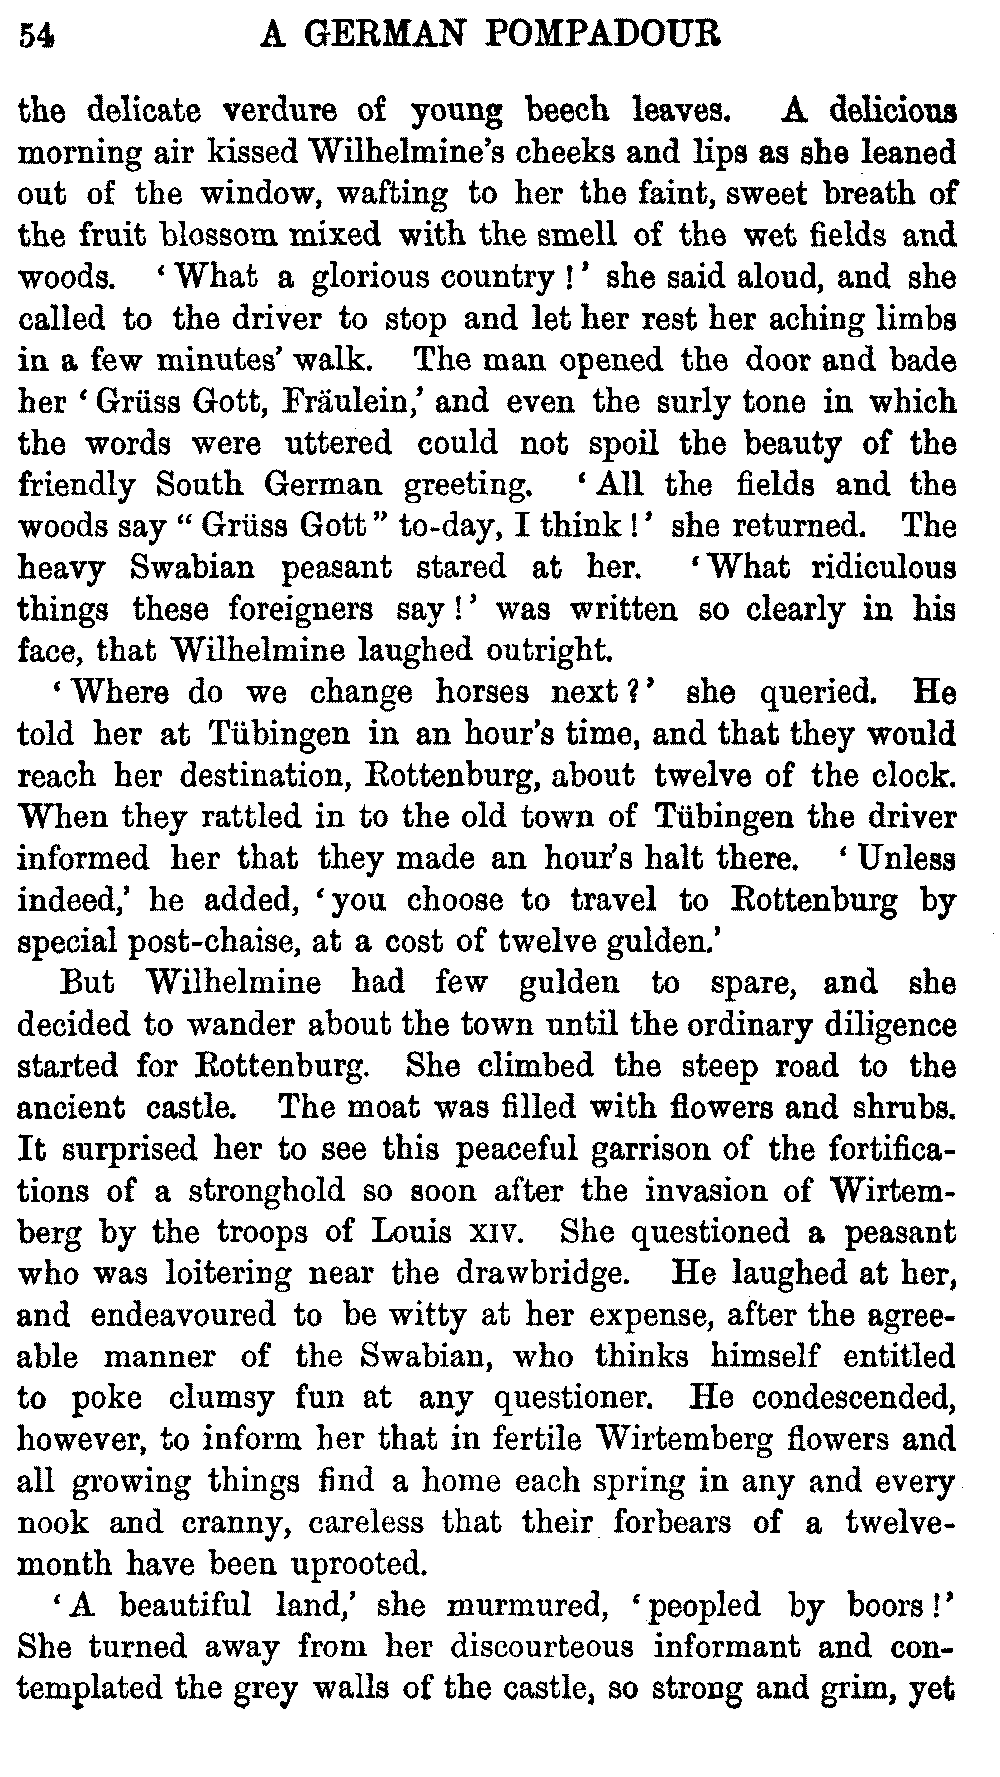 54 A GERMAN POMPADOUR
the delicate verdure of young beech leaves. A delicious
morning air kissed Wilhelmine's cheeks and lips as she leaned
out of the window, wafting to her the faint, sweet breath of
the fruit blossom mixed with the smell of the wet fields and
woods. ‘What a glorious country!’ she said aloud, and she
called to the driver to stop and let her rest her aching limbs
in a few minutes’ walk. The man opened the door and bade
her ‘Grüss Gott, Fräulein,’ and even the surly tone in which
the words were uttered could not spoil the beauty of the
friendly South German greeting. ‘All the fields and the
woods say “Grüss Gott” to-day, I think!’ she returned. The
heavy Swabian peasant stared at her. ‘What ridiculous
things these foreigners say!’ was written so clearly in his
face, that Wilhelmine laughed outright.
‘Where do we change horses next?’ she queried. He
told her at Tübingen in an hour's time, and that they would
reach her destination, Rottenburg, about twelve of the clock.
When they rattled in to the old town of Tübingen the driver
informed her that they made an hour's halt there. ‘Unless
indeed,’ he added, ‘you choose to travel to Rottenburg by
special post-chaise, at a cost of twelve gulden.’
But Wilhelmine had few gulden to spare, and she
decided to wander about the town until the ordinary diligence
started for Rottenburg. She climbed the steep road to the
ancient castle. The moat was filled with flowers and shrubs.
It surprised her to see this peaceful garrison of the fortifica-
tions of a stronghold so soon after the invasion of Wirtem-
berg by the troops of Louis XIV. She questioned a peasant
who was loitering near the drawbridge. He laughed at her,
and endeavoured to be witty at her expense, after the agree-
able manner of the Swabian, who thinks himself entitled
to poke clumsy fun at any questioner. He condescended,
however, to inform her that in fertile Wirtemberg flowers and
all growing things find a home each spring in any and every
nook and cranny, careless that their forbears of a twelve-
month have been uprooted.
‘A beautiful land,’ she murmured, ‘peopled by boors!’
She turned away from her discourteous informant and con-
templated the grey walls of the castle, so strong and grim, yet